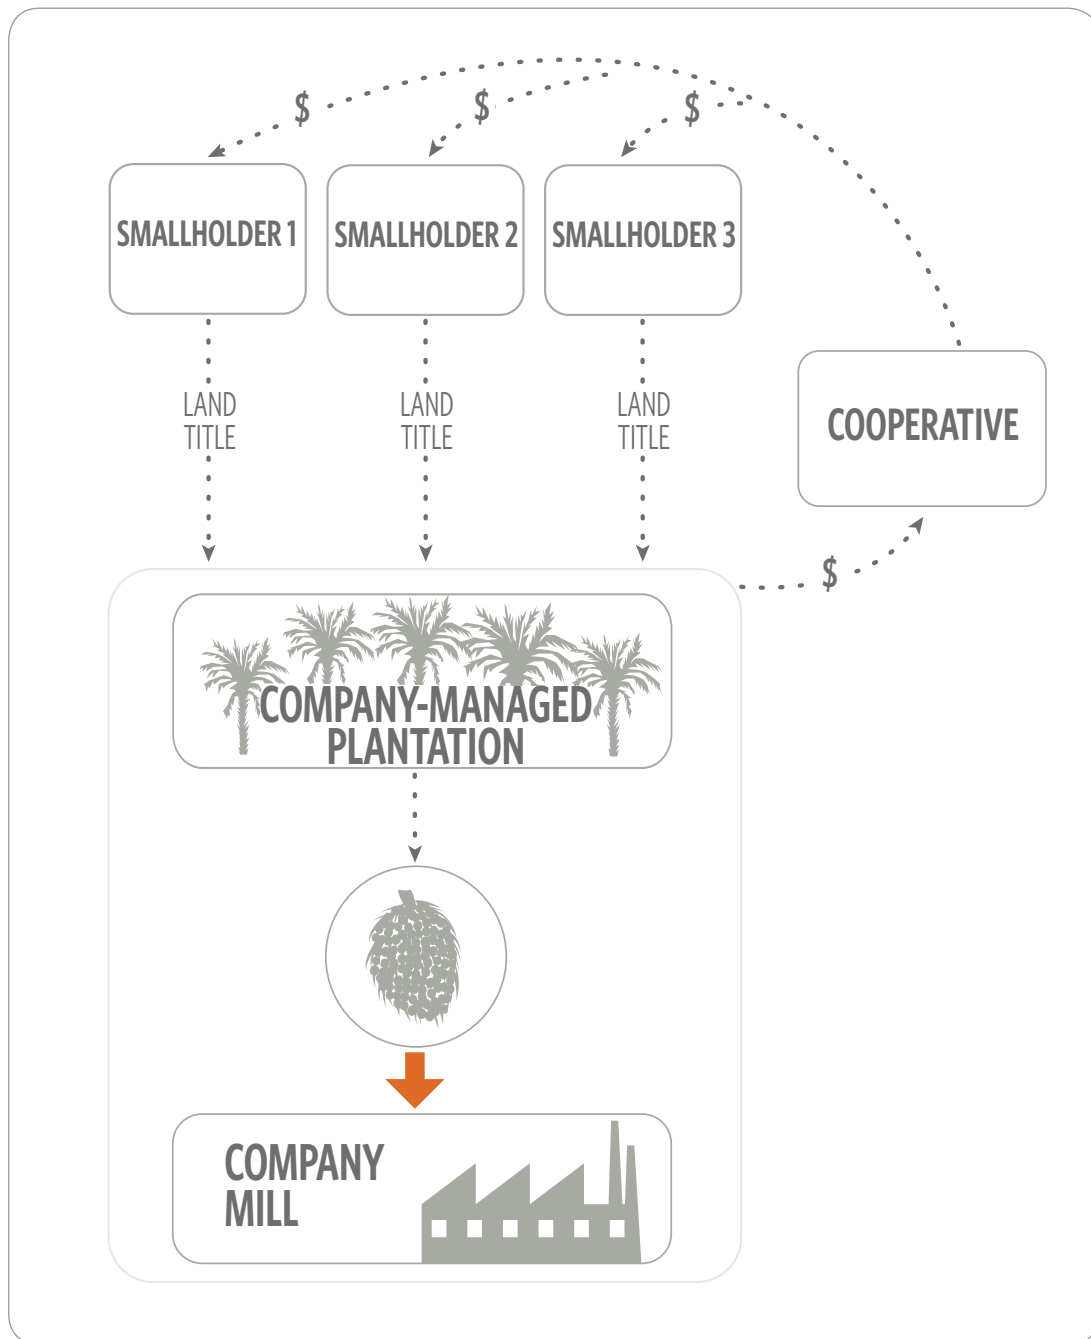 $
$
$
SMALLHOLDER 1
SMALLHOLDER 2
SMALLHOLDER 3
LAND
TITLE
LAND
TITLE
LAND
TITLE
COOPERATIVE
$
COMPANY-MANAGED
PLANTATION
COMPANY
MILL